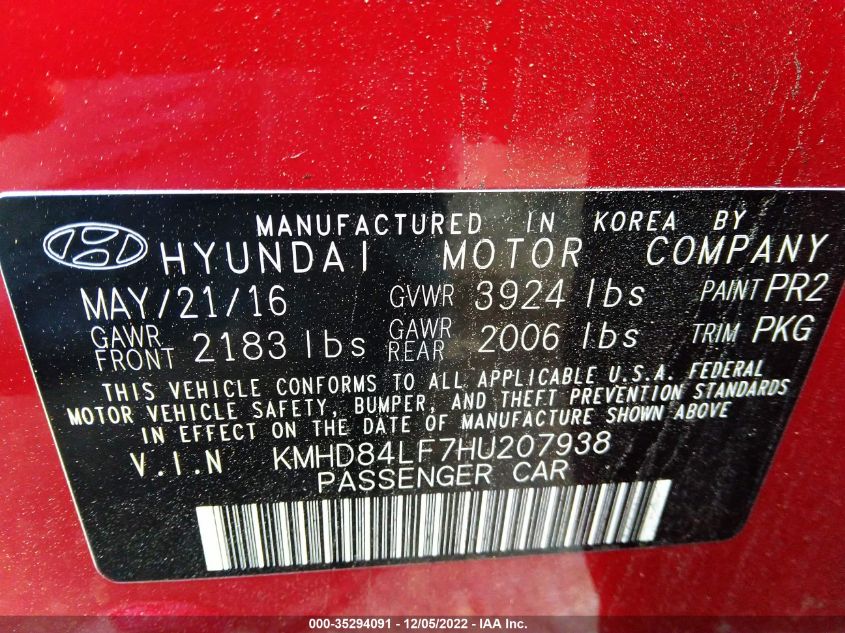 MANUFACTURED IN KOREA BY
HYUNDAI MOTOR COMPANY
MAY/21/16 GVWR 3924 lbs PAINT PR2
GAWR FRONT 2183 lbs GAWR REAR 2006 lbs TRIM PKG
THIS VEHICLE CONFORMS TO ALL APPLICABLE U.S.A. FEDERAL
MOTOR VEHICLE SAFETY, BUMPER, AND THEFT PREVENTION STANDARDS
IN EFFECT ON THE DATE OF MANUFACTURE SHOWN ABOVE
V.I.N KMHD84LF7HU207938
PASSENGER CAR
000-35294091 - 12/05/2022 - IAA Inc.